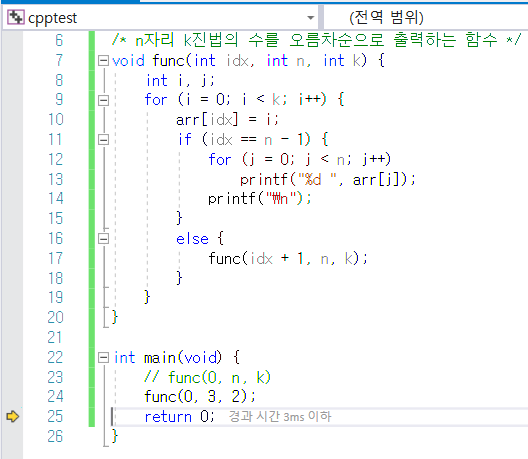 cpptest (전역 범위)
6 /* n자리 k진법의 수를 오름차순으로 출력하는 함수 */
7 void func(int idx, int n, int k) {
8 int i, j;
9 for (i = 0; i < k; i++) {
10 arr[idx] = i;
11 if (idx == n - 1) {
12 for (j = 0; j < n; j++)
13 printf("%d ", arr[j]);
14 printf("₩n");
15 }
16 else {
17 func(idx + 1, n, k);
18 }
19 }
20 }
21
22 int main(void) {
23 // func(0, n, k)
24 func(0, 3, 2);
25 return 0; 경과 시간 3ms 이하
26 }